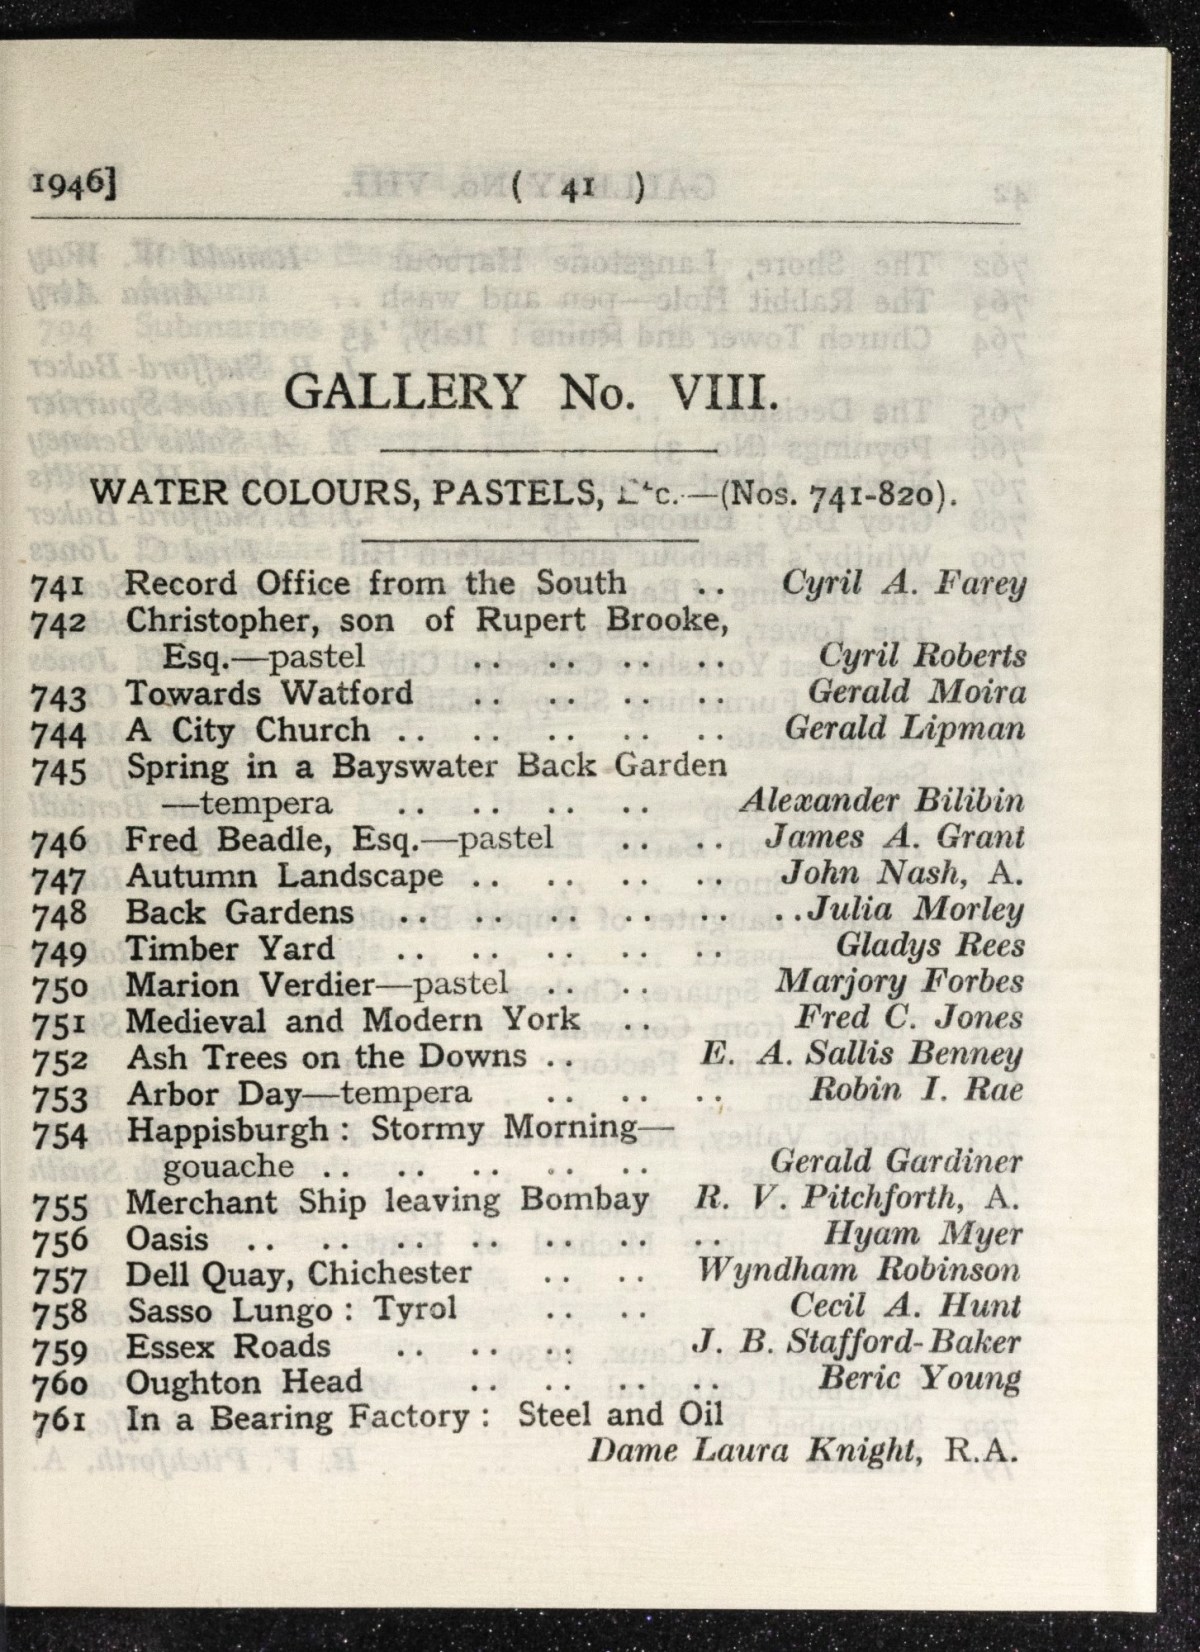 1946] ( 41 )
GALLERY No. VIII.
WATER COLOURS, PASTELS, Etc.—(Nos. 741-820).
741 Record Office from the South .. Cyril A. Farey
742 Christopher, son of Rupert Brooke,
Esq.—pastel .. .. .. .. Cyril Roberts
743 Towards Watford .. .. .. .. Gerald Moira
744 A City Church .. .. .. .. .. Gerald Lipman
745 Spring in a Bayswater Back Garden
—tempera .. .. .. .. Alexander Bilibin
746 Fred Beadle, Esq.—pastel .. .. James A. Grant
747 Autumn Landscape .. .. .. .. John Nash, A.
748 Back Gardens .. .. .. .. .. ..Julia Morley
749 Timber Yard .. .. .. .. .. Gladys Rees
750 Marion Verdier—pastel .. .. Marjory Forbes
751 Medieval and Modern York .. Fred C. Jones
752 Ash Trees on the Downs .. E. A. Sallis Benney
753 Arbor Day—tempera .. .. .. Robin I. Rae
754 Happisburgh : Stormy Morning—
gouache .. .. .. .. .. Gerald Gardiner
755 Merchant Ship leaving Bombay R. V. Pitchforth, A.
756 Oasis .. .. .. .. .. .. .. Hyam Myer
757 Dell Quay, Chichester .. .. Wyndham Robinson
758 Sasso Lungo : Tyrol .. .. Cecil A. Hunt
759 Essex Roads .. .. .. J. B. Stafford-Baker
760 Oughton Head .. .. .. .. Beric Young
761 In a Bearing Factory : Steel and Oil
Dame Laura Knight, R.A.